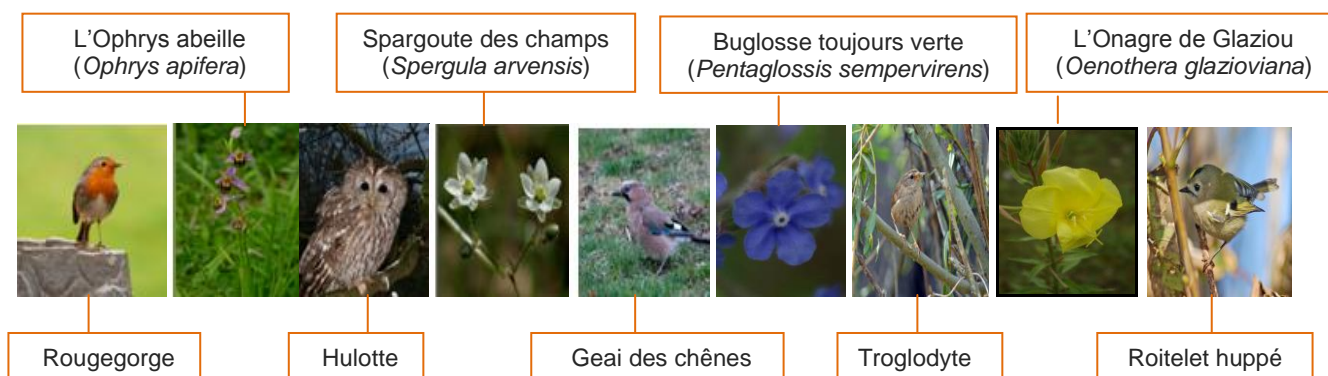 L'Ophrys abeille
(Ophrys apifera)
Spargoute des champs
(Spergula arvensis)
Buglosse toujours verte
(Pentaglossis sempervirens)
L'Onagre de Glaziou
(Oenothera glazioviana)
Rougegorge
Hulotte
Geai des chênes
Troglodyte
Roitelet huppé